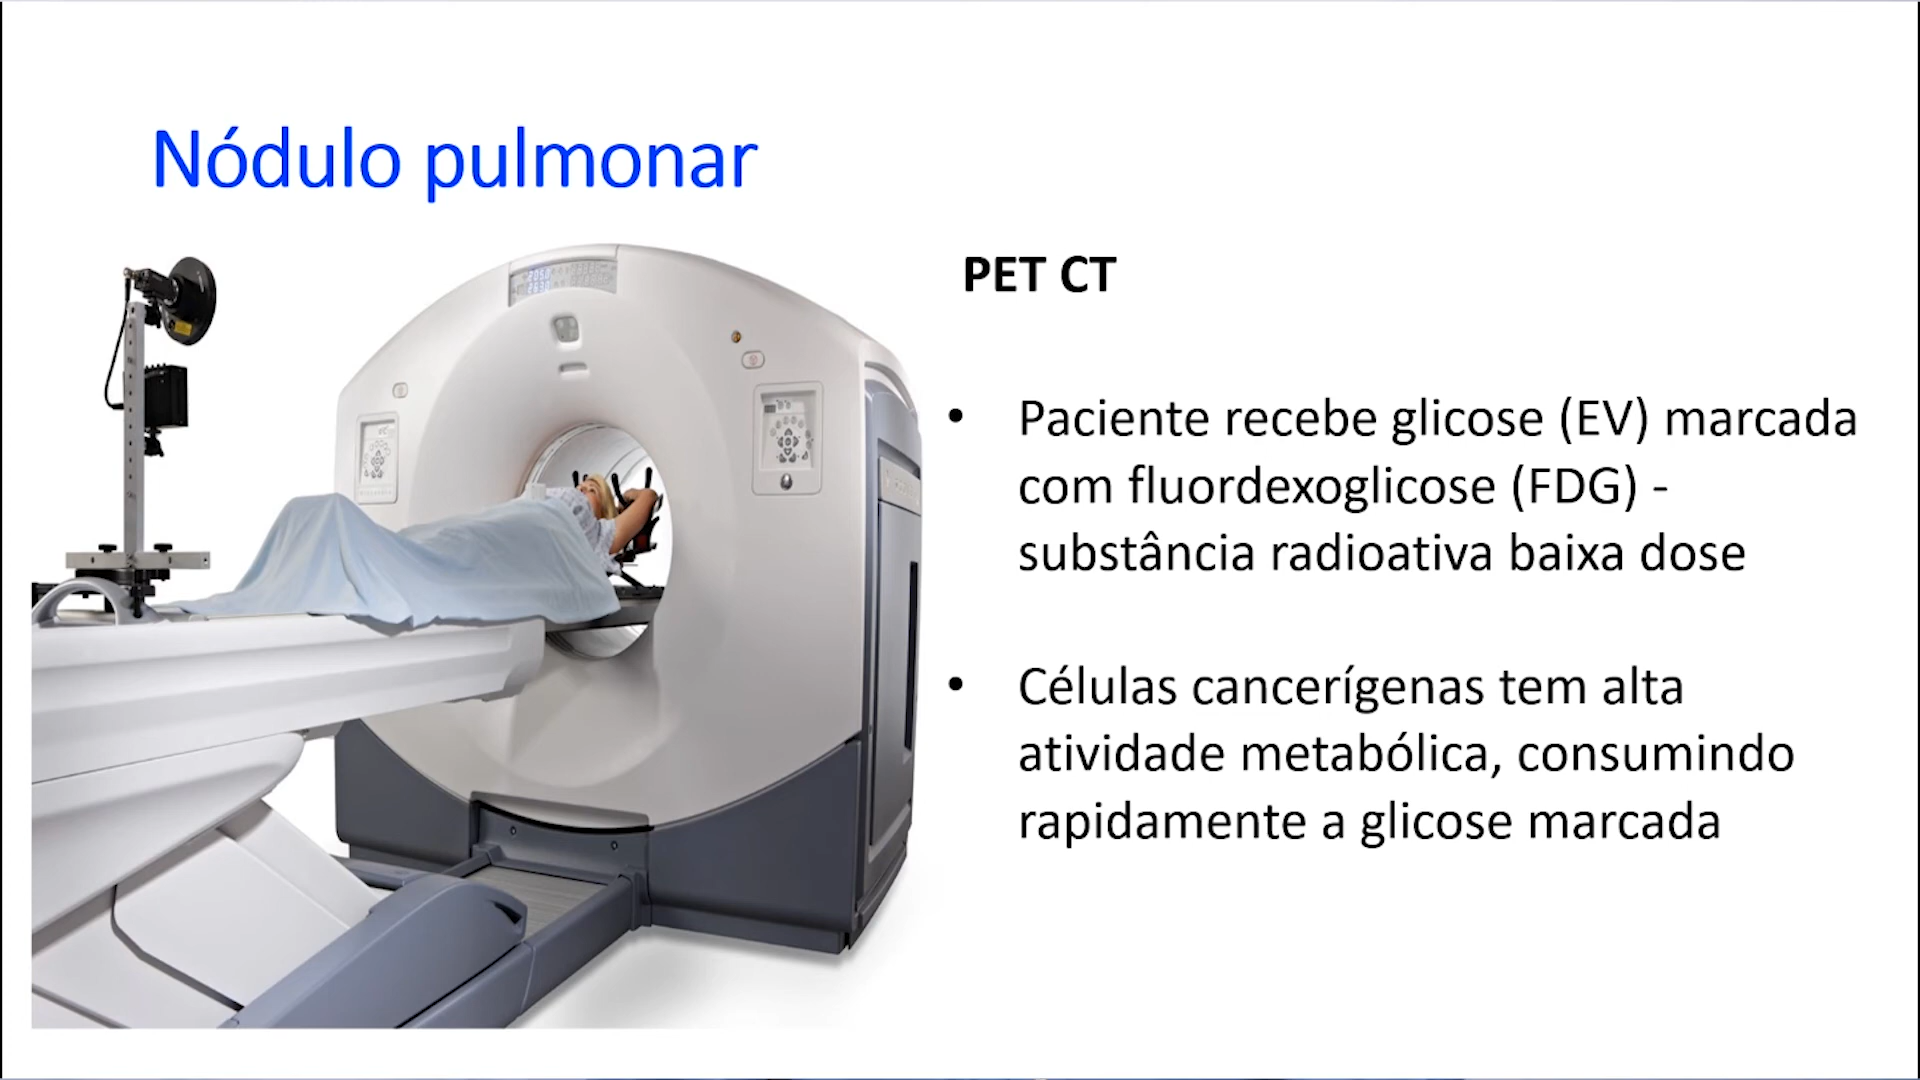 Nódulo pulmonar
PET CT
• Paciente recebe glicose (EV) marcada
com fluordexoglicose (FDG) -
substância radioativa baixa dose
• Células cancerígenas tem alta
atividade metabólica, consumindo
rapidamente a glicose marcada